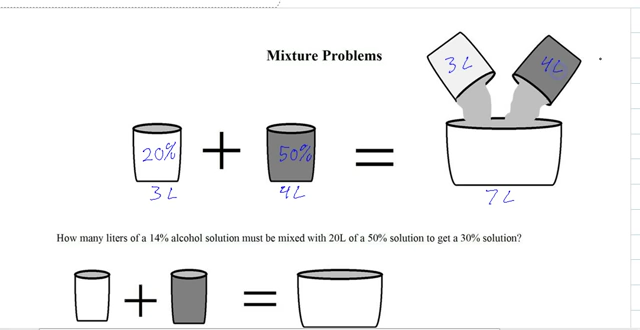 Mixture Problems
3L 4L
20% + 50% =
3L 4L 7L
How many liters of a 14% alcohol solution must be mixed with 20L of a 50% solution to get a 30% solution?
+ =